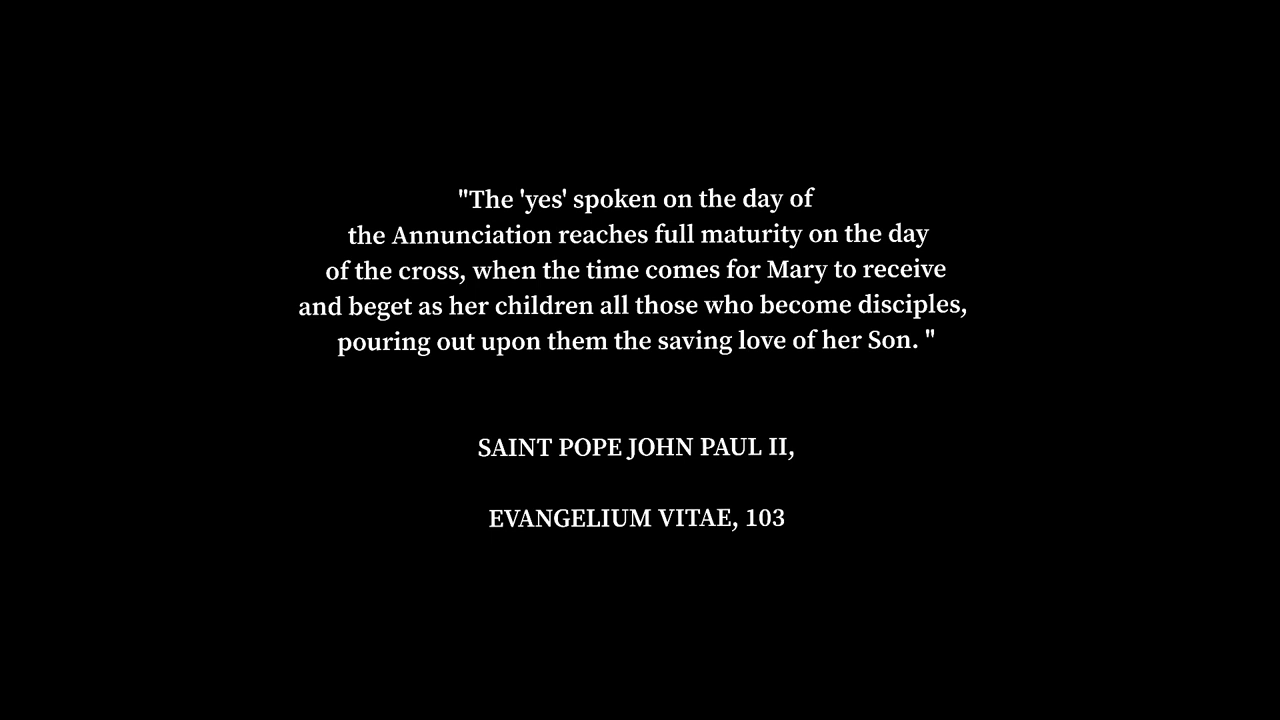 "The 'yes' spoken on the day of
the Annunciation reaches full maturity on the day
of the cross, when the time comes for Mary to receive
and beget as her children all those who become disciples,
pouring out upon them the saving love of her Son. "
SAINT POPE JOHN PAUL II,
EVANGELIUM VITAE, 103